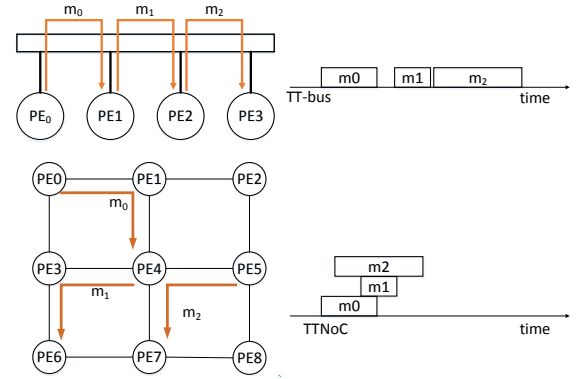 m₀ m₁ m₂
PE₀ PE1 PE2 PE3
m0 m1 m₂
TT-bus time
PE0 PE1 PE2
m₀
PE3 PE4 PE5
m₁ m₂
PE6 PE7 PE8
m2
m1
m0
TTNoC time